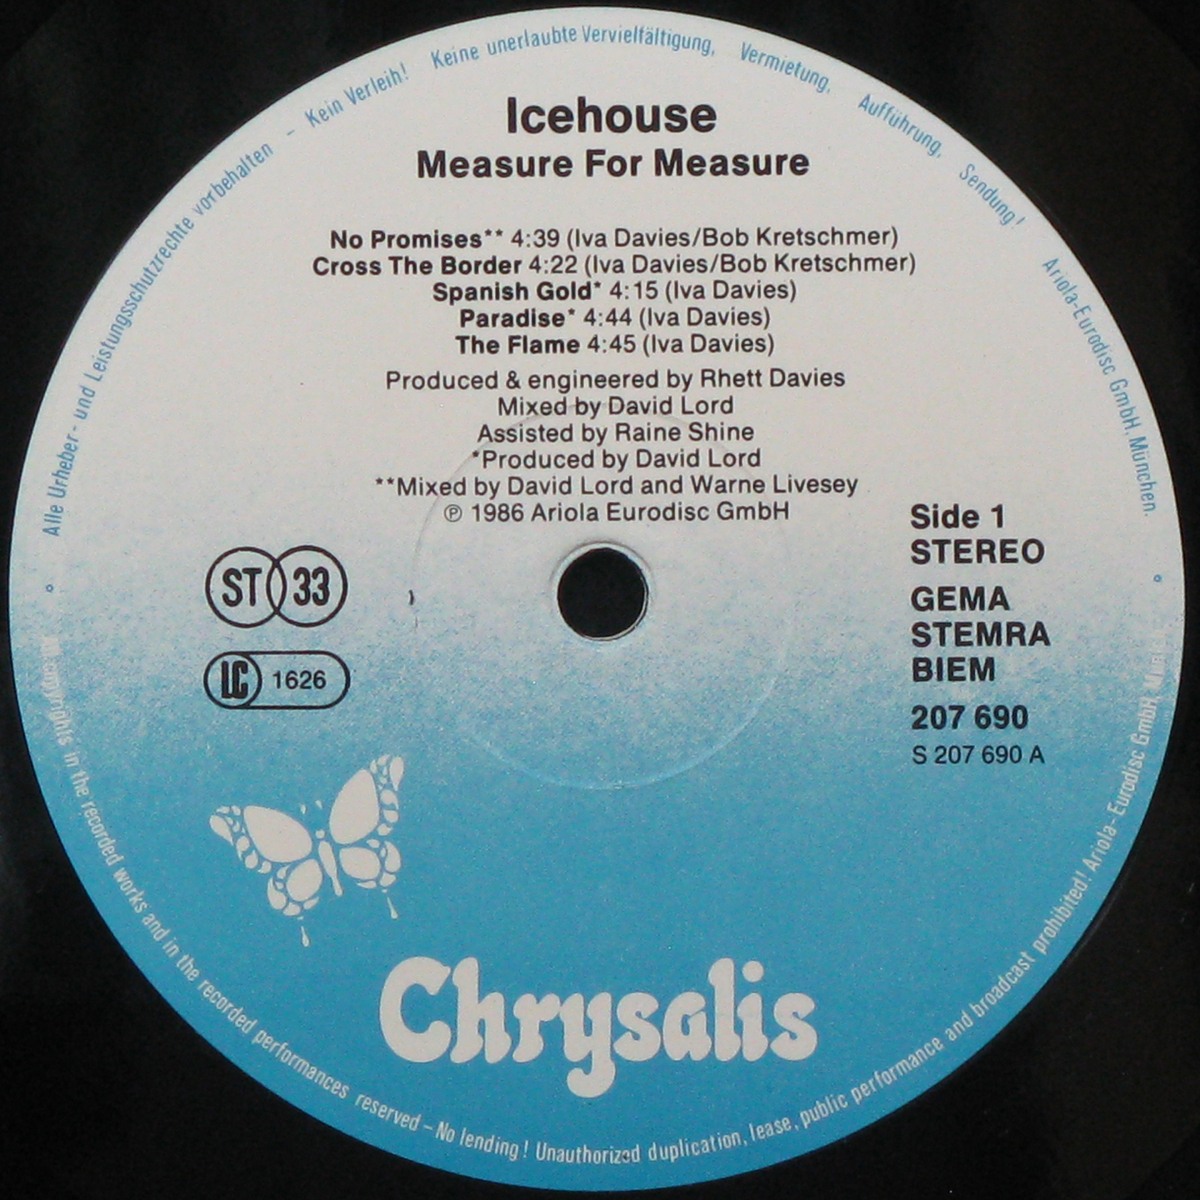 Alle Urheber- und Leistungsschutzrechte vorbehalten – Kein Verleih! Keine unerlaubte Vervielfältigung, Vermietung, Aufführung, Sendung! Ariola-Eurodisc GmbH, München.
Icehouse
Measure For Measure
No Promises** 4:39 (Iva Davies/Bob Kretschmer)
Cross The Border 4:22 (Iva Davies/Bob Kretschmer)
Spanish Gold* 4:15 (Iva Davies)
Paradise* 4:44 (Iva Davies)
The Flame 4:45 (Iva Davies)
Produced & engineered by Rhett Davies
Mixed by David Lord
Assisted by Raine Shine
*Produced by David Lord
**Mixed by David Lord and Warne Livesey
℗ 1986 Ariola Eurodisc GmbH
ST 33
LC 1626
Side 1
STEREO
GEMA
STEMRA
BIEM
207 690
S 207 690 A
Chrysalis
All copyrights in the recorded works and in the recorded performances reserved – No lending! Unauthorized duplication, lease, public performance and broadcast prohibited! Ariola-Eurodisc GmbH, Munich.